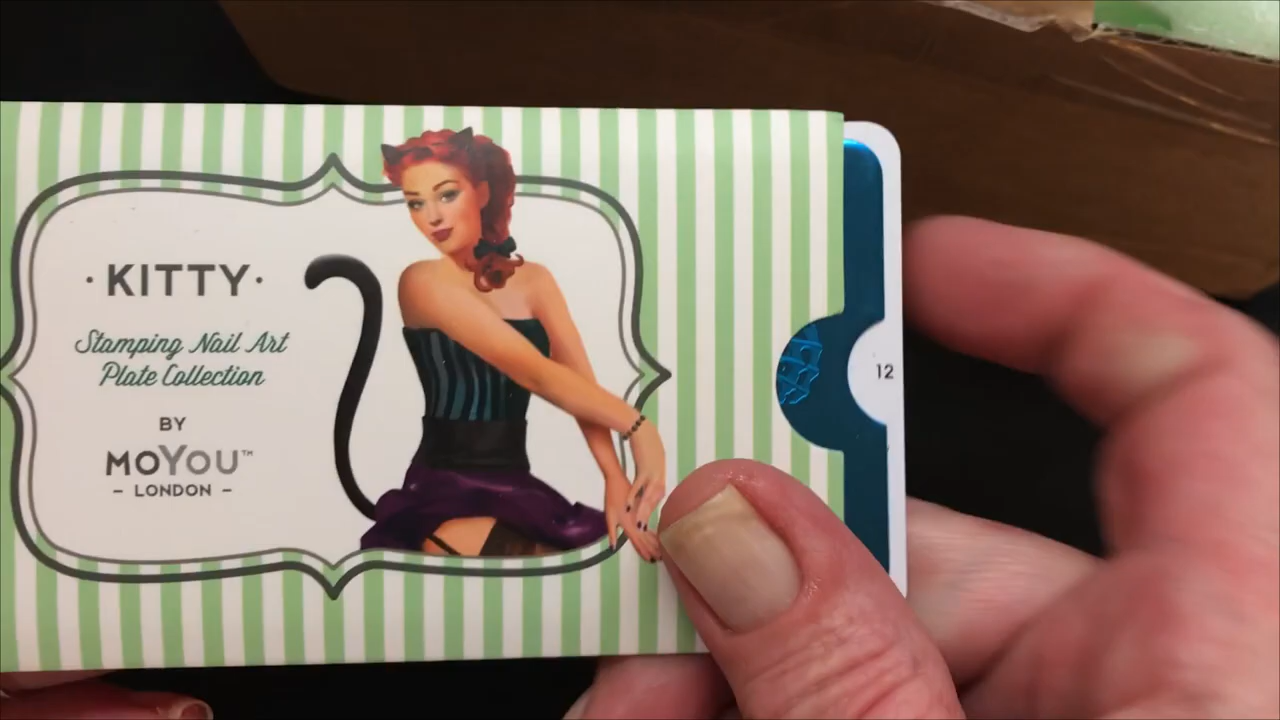 · KITTY ·
Stamping Nail Art
Plate Collection
BY
MOYOU™
– LONDON –
12